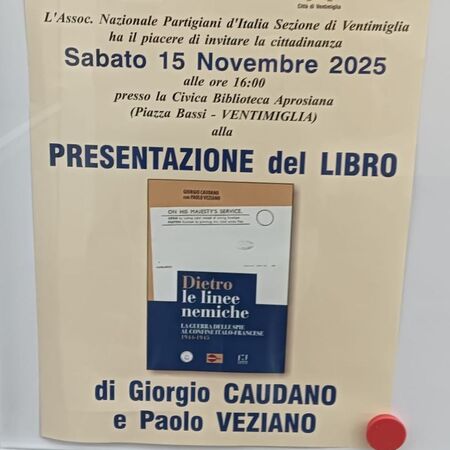 Città di Ventimiglia
L'Assoc. Nazionale Partigiani d'Italia Sezione di Ventimiglia
ha il piacere di invitare la cittadinanza
Sabato 15 Novembre 2025
alle ore 16:00
presso la Civica Biblioteca Aprosiana
(Piazza Bassi - VENTIMIGLIA)
alla
PRESENTAZIONE del LIBRO
GIORGIO CAUDANO
CON PAOLO VEZIANO
ON HIS MAJESTY'S SERVICE.
Dietro
le linee
nemiche
LA GUERRA DELLE SPIE
AL CONFINE ITALO-FRANCESE
1944-1945
di Giorgio CAUDANO
e Paolo VEZIANO